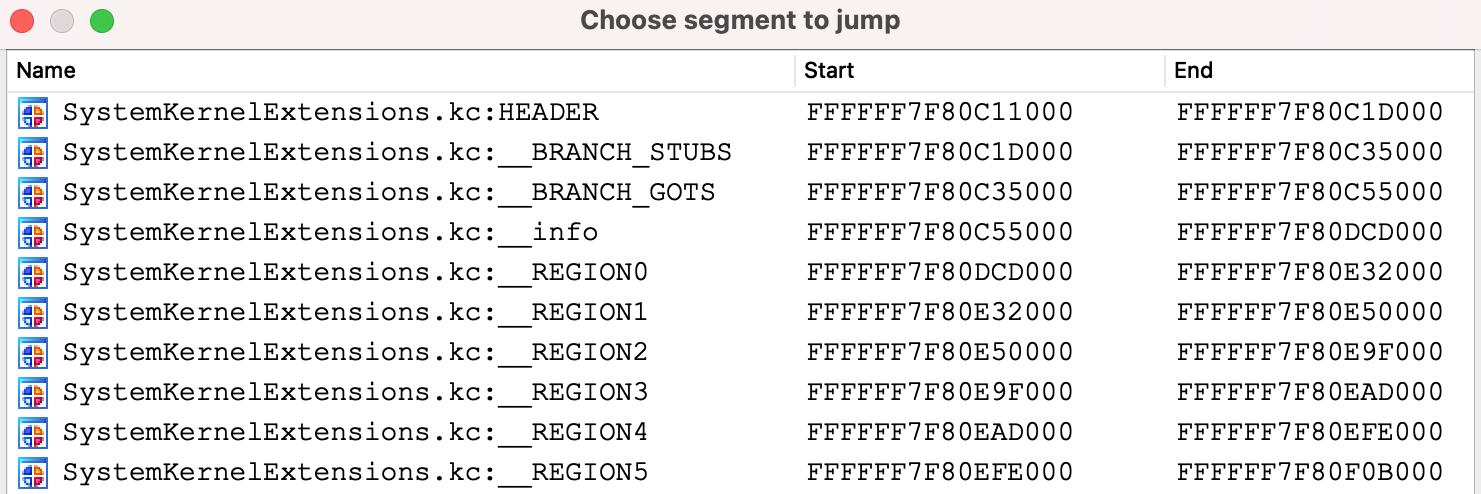 Choose segment to jump
Name Start End
SystemKernelExtensions.kc:HEADER FFFFFF7F80C11000 FFFFFF7F80C1D000
SystemKernelExtensions.kc:__BRANCH_STUBS FFFFFF7F80C1D000 FFFFFF7F80C35000
SystemKernelExtensions.kc:__BRANCH_GOTS FFFFFF7F80C35000 FFFFFF7F80C55000
SystemKernelExtensions.kc:__info FFFFFF7F80C55000 FFFFFF7F80DCD000
SystemKernelExtensions.kc:__REGION0 FFFFFF7F80DCD000 FFFFFF7F80E32000
SystemKernelExtensions.kc:__REGION1 FFFFFF7F80E32000 FFFFFF7F80E50000
SystemKernelExtensions.kc:__REGION2 FFFFFF7F80E50000 FFFFFF7F80E9F000
SystemKernelExtensions.kc:__REGION3 FFFFFF7F80E9F000 FFFFFF7F80EAD000
SystemKernelExtensions.kc:__REGION4 FFFFFF7F80EAD000 FFFFFF7F80EFE000
SystemKernelExtensions.kc:__REGION5 FFFFFF7F80EFE000 FFFFFF7F80F0B000